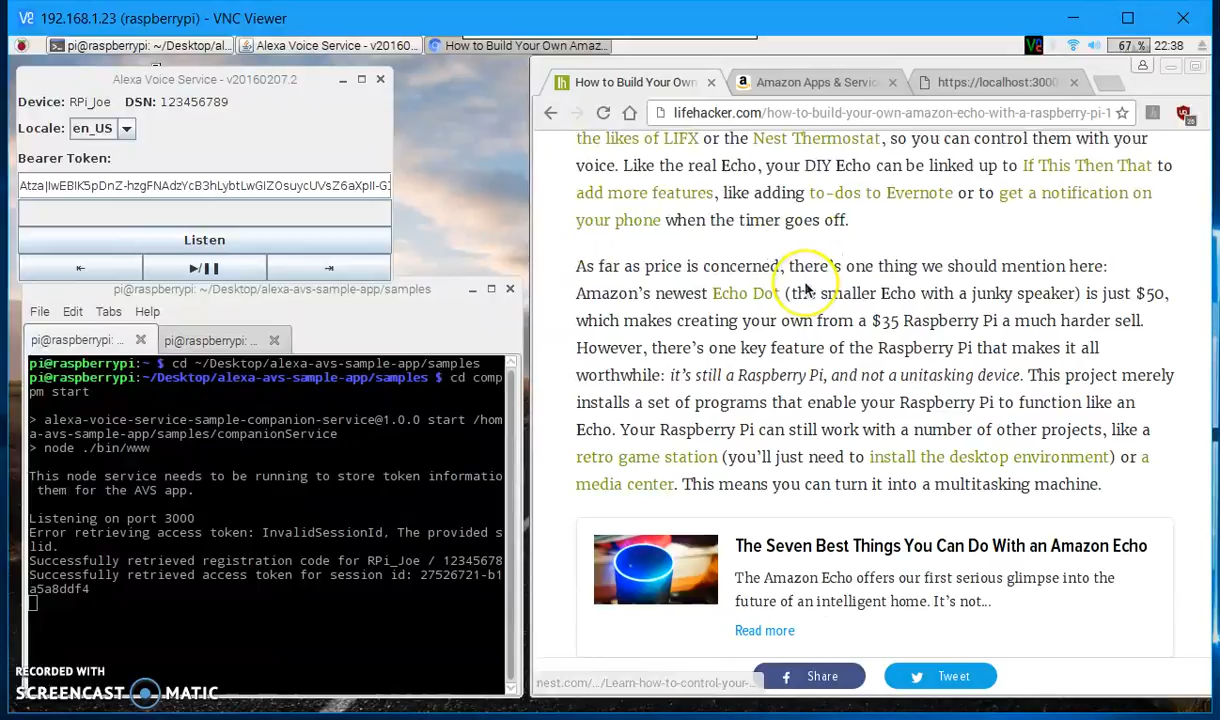 192.168.1.23 (raspberrypi) - VNC Viewer
pi@raspberrypi: ~/Desktop/al...
Alexa Voice Service - v20160...
How to Build Your Own Amaz...
67 %
22:38
Alexa Voice Service - v20160207.2
Device: RPi_Joe DSN: 123456789
Locale: en_US
Bearer Token:
Listen
pi@raspberrypi: ~/Desktop/alexa-avs-sample-app/samples
File Edit Tabs Help
pi@raspberrypi: ...
pi@raspberrypi: ...
pi@raspberrypi:~ $ cd ~/Desktop/alexa-avs-sample-app/samples
pi@raspberrypi:~/Desktop/alexa-avs-sample-app/samples $ cd comp
pm start
> alexa-voice-service-sample-companion-service@1.0.0 start /hom
a-avs-sample-app/samples/companionService
> node ./bin/www
This node service needs to be running to store token informatio
them for the AVS app.
Listening on port 3000
Error retrieving access token: InvalidSessionId, The provided s
lid.
Successfully retrieved registration code for RPi_Joe / 12345678
Successfully retrieved access token for session id: 27526721-b1
a5a8ddf4
How to Build Your Own
Amazon Apps & Servic
https://localhost:3000
lifehacker.com/how-to-build-your-own-amazon-echo-with-a-raspberry-pi-1
the likes of LIFX or the Nest Thermostat, so you can control them with your
voice. Like the real Echo, your DIY Echo can be linked up to If This Then That to
add more features, like adding to-dos to Evernote or to get a notification on
your phone when the timer goes off.
As far as price is concerned, there's one thing we should mention here:
Amazon's newest Echo Dot (the smaller Echo with a junky speaker) is just $50,
which makes creating your own from a $35 Raspberry Pi a much harder sell.
However, there's one key feature of the Raspberry Pi that makes it all
worthwhile: it's still a Raspberry Pi, and not a unitasking device. This project merely
installs a set of programs that enable your Raspberry Pi to function like an
Echo. Your Raspberry Pi can still work with a number of other projects, like a
retro game station (you'll just need to install the desktop environment) or a
media center. This means you can turn it into a multitasking machine.
The Seven Best Things You Can Do With an Amazon Echo
The Amazon Echo offers our first serious glimpse into the
future of an intelligent home. It's not...
Read more
nest.com/.../Learn-how-to-control-your-...
Share
Tweet
RECORDED WITH
SCREENCAST MATIC